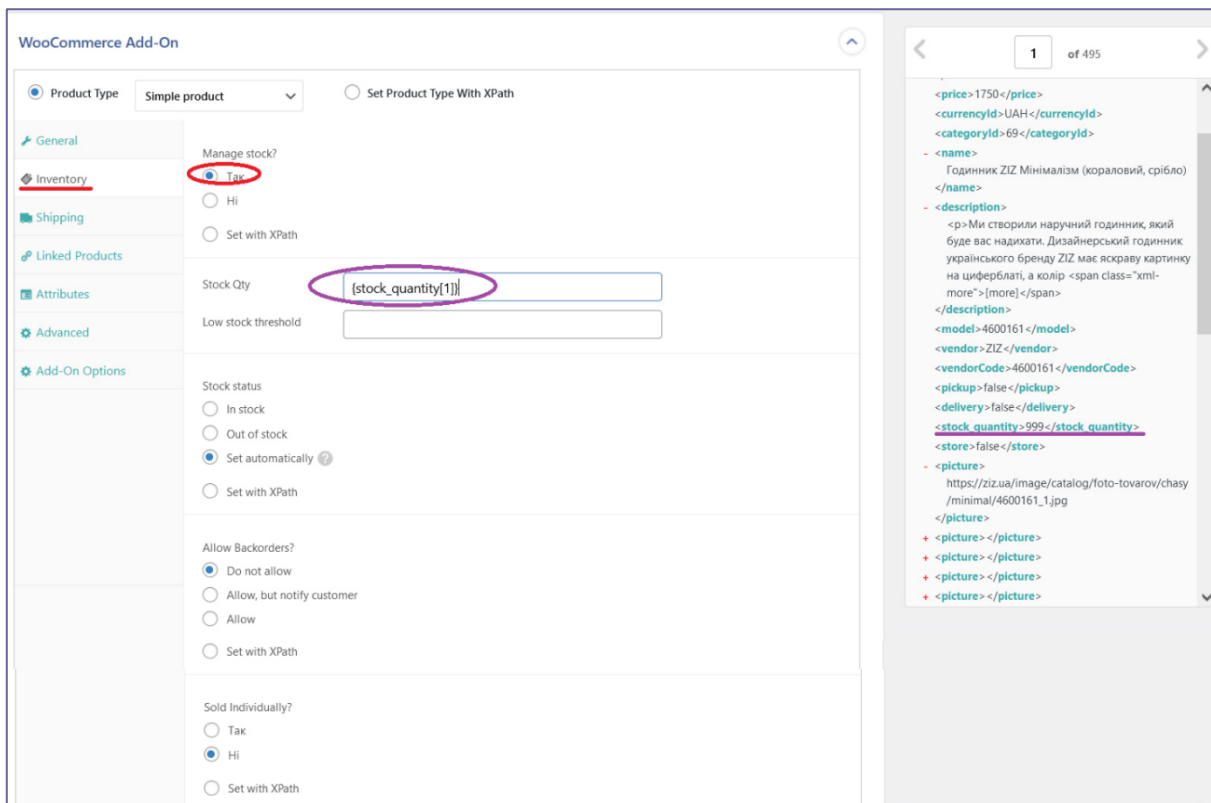 WooCommerce Add-On
Product Type
Simple product
Set Product Type With XPath
General
Inventory
Shipping
Linked Products
Attributes
Advanced
Add-On Options
Manage stock?
Так
Ні
Set with XPath
Stock Qty
{stock_quantity[1]}
Low stock threshold
Stock status
In stock
Out of stock
Set automatically ?
Set with XPath
Allow Backorders?
Do not allow
Allow, but notify customer
Allow
Set with XPath
Sold Individually?
Так
Ні
Set with XPath
1 of 495
<price>1750</price>
<currencyId>UAH</currencyId>
<categoryId>69</categoryId>
- <name>
Годинник ZIZ Мінімалізм (кораловий, срібло)
</name>
- <description>
<p>Ми створили наручний годинник, який
буде вас надихати. Дизайнерський годинник
українського бренду ZIZ має яскраву картинку
на циферблаті, а колір <span class="xml-
more">[more]</span>
</description>
<model>4600161</model>
<vendor>ZIZ</vendor>
<vendorCode>4600161</vendorCode>
<pickup>false</pickup>
<delivery>false</delivery>
<stock_quantity>999</stock_quantity>
<store>false</store>
- <picture>
https://ziz.ua/image/catalog/foto-tovarov/chasy
/minimal/4600161_1.jpg
</picture>
+ <picture></picture>
+ <picture></picture>
+ <picture></picture>
+ <picture></picture>